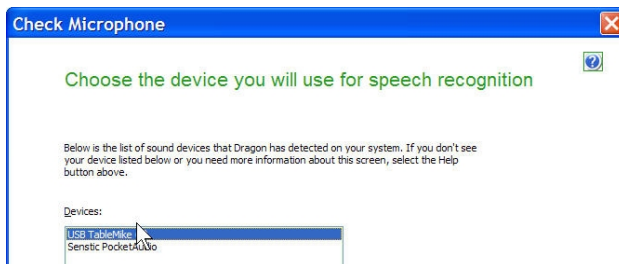 Check Microphone
Choose the device you will use for speech recognition
Below is the list of sound devices that Dragon has detected on your system. If you don't see
your device listed below or you need more information about this screen, select the Help
button above.
Devices:
USB TableMike
Senstic PocketAudio